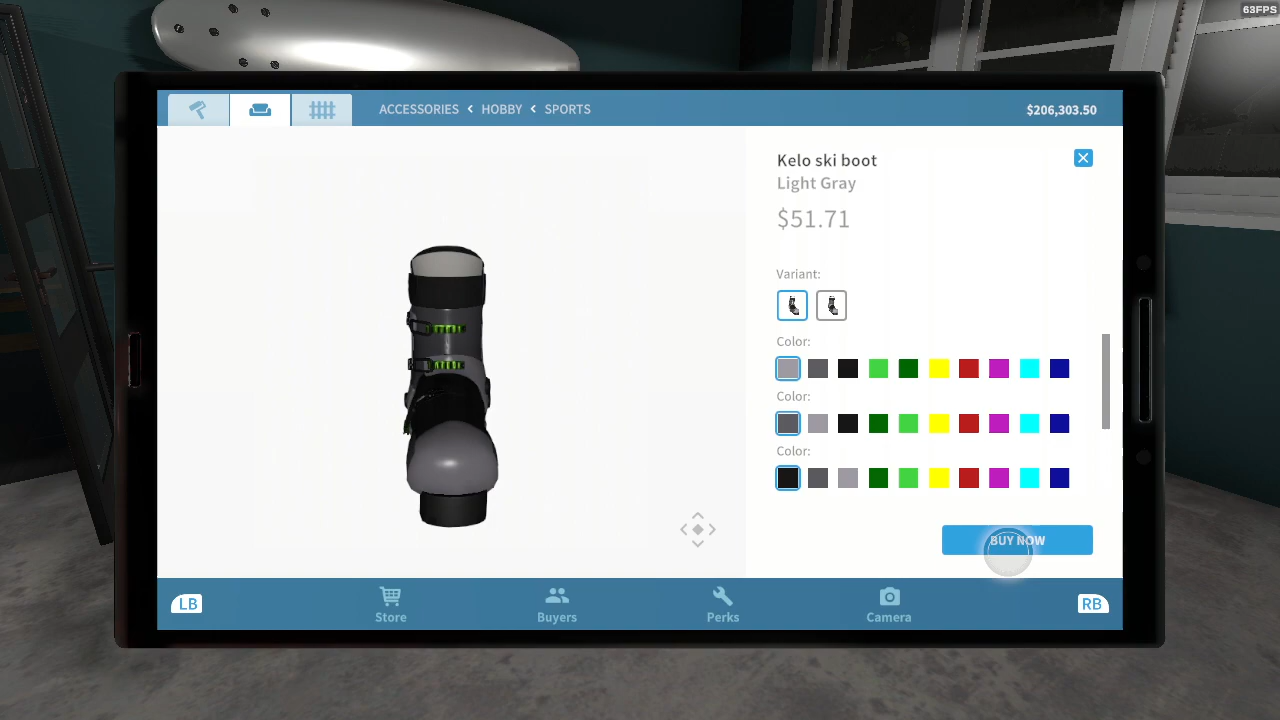 63FPS
ACCESSORIES < HOBBY < SPORTS
$206,303.50
Kelo ski boot
Light Gray
$51.71
Variant:
Color:
Color:
Color:
BUY NOW
LB
Store
Buyers
Perks
Camera
RB